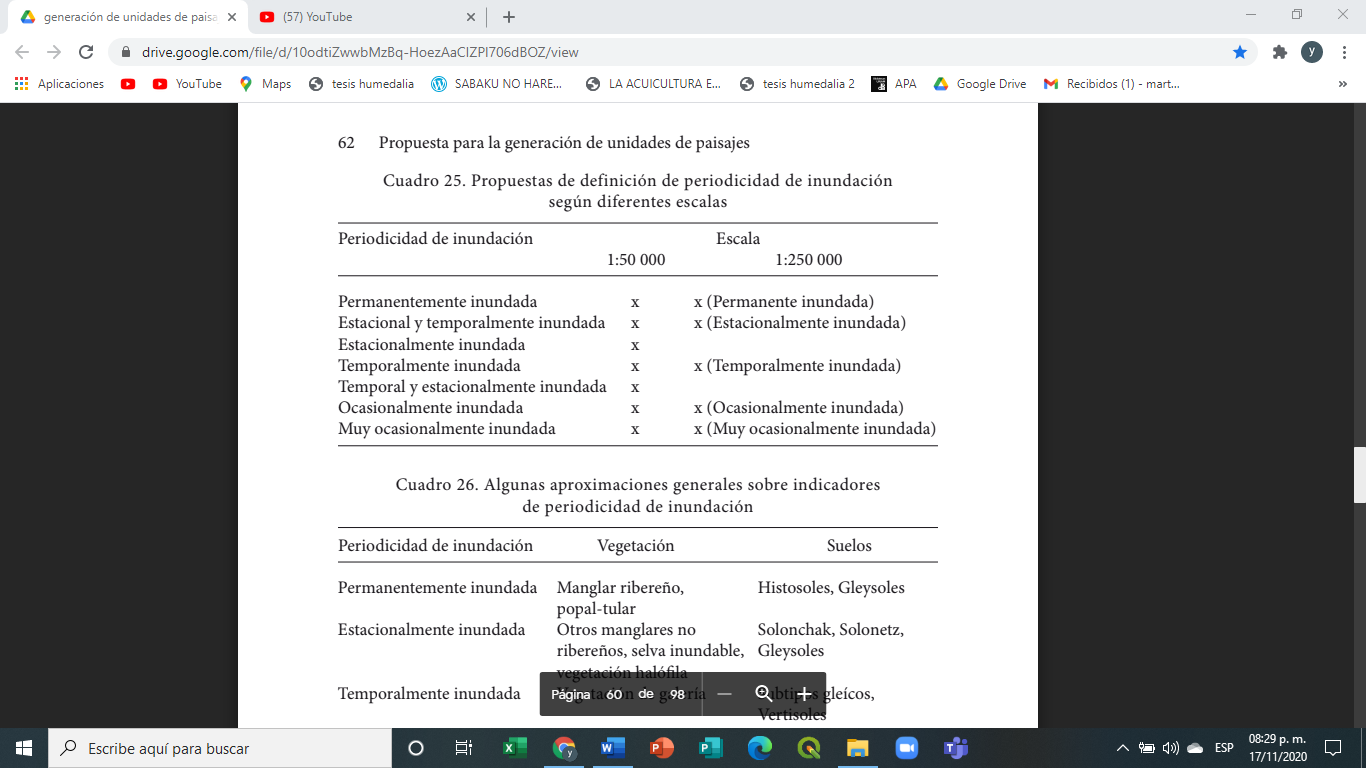 generación de unidades de paisa
(57) YouTube
drive.google.com/file/d/10odtiZwwbMzBq-HoezAaCIZPl706dBOZ/view
y
Aplicaciones
YouTube
Maps
tesis humedalia
SABAKU NO HARE...
LA ACUICULTURA E...
tesis humedalia 2
APA
Google Drive
Recibidos (1) - mart...
»
62 Propuesta para la generación de unidades de paisajes
Cuadro 25. Propuestas de definición de periodicidad de inundación
según diferentes escalas
Periodicidad de inundación Escala
1:50 000 1:250 000
Permanentemente inundada x x (Permanente inundada)
Estacional y temporalmente inundada x x (Estacionalmente inundada)
Estacionalmente inundada x
Temporalmente inundada x x (Temporalmente inundada)
Temporal y estacionalmente inundada x
Ocasionalmente inundada x x (Ocasionalmente inundada)
Muy ocasionalmente inundada x x (Muy ocasionalmente inundada)
Cuadro 26. Algunas aproximaciones generales sobre indicadores
de periodicidad de inundación
Periodicidad de inundación Vegetación Suelos
Permanentemente inundada Manglar ribereño, Histosoles, Gleysoles
popal-tular
Estacionalmente inundada Otros manglares no Solonchak, Solonetz,
ribereños, selva inundable, Gleysoles
vegetación halófila
Temporalmente inundada gleícos,
Vertisoles
Página 60 de 98
Escribe aquí para buscar
ESP
08:29 p. m.
17/11/2020